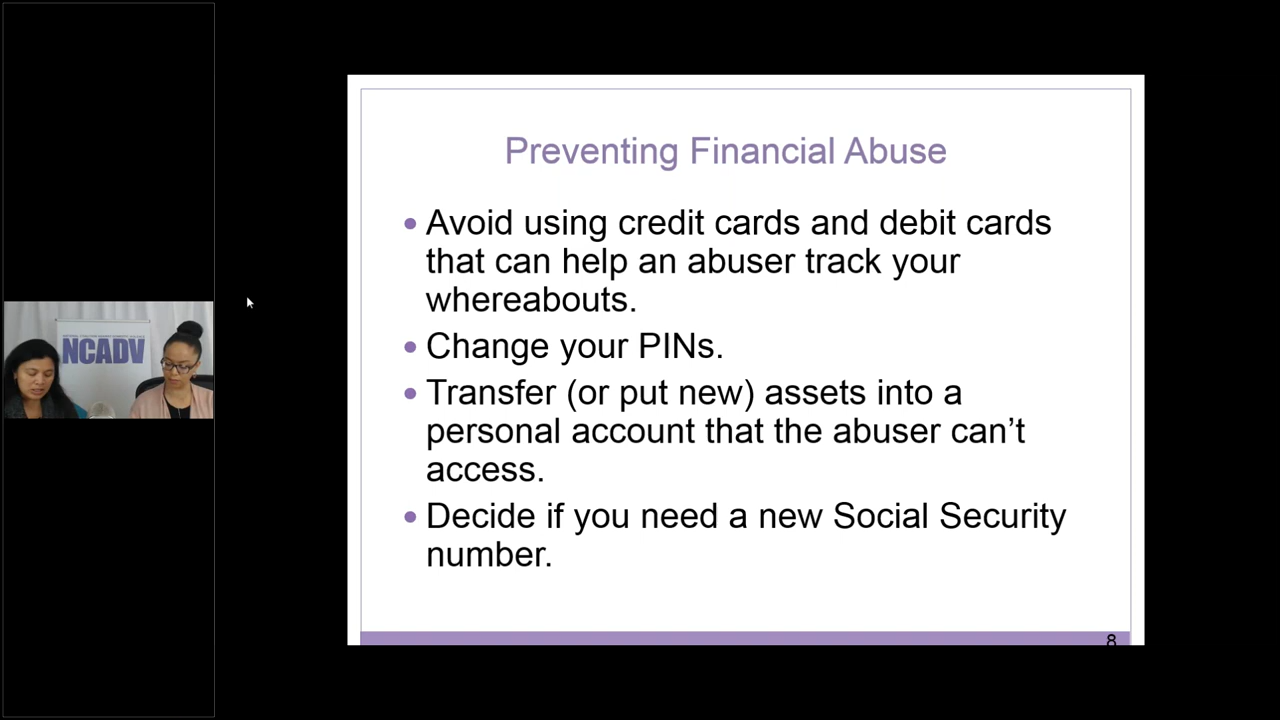 Preventing Financial Abuse
• Avoid using credit cards and debit cards
that can help an abuser track your
whereabouts.
• Change your PINs.
• Transfer (or put new) assets into a
personal account that the abuser can’t
access.
• Decide if you need a new Social Security
number.
8
NCADV